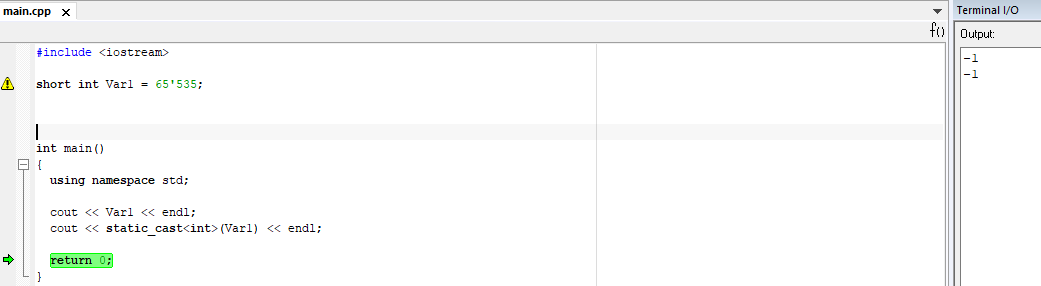 main.cpp
#include <iostream>
short int Var1 = 65'535;
int main()
{
using namespace std;
cout << Var1 << endl;
cout << static_cast<int>(Var1) << endl;
return 0;
}
f()
Terminal I/O
Output:
-1
-1